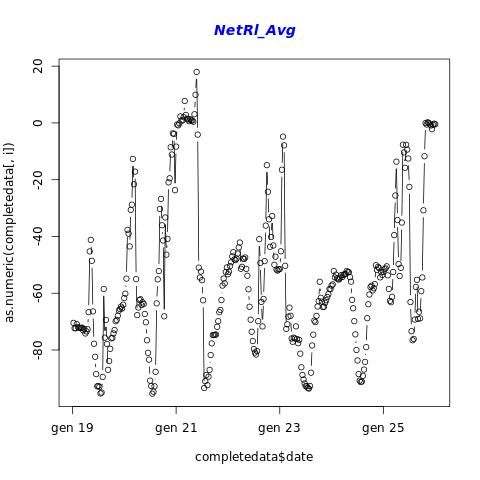 NetRl_Avg
as.numeric(completedata[, i])
20
0
-20
-40
-60
-80
gen 19
gen 21
gen 23
gen 25
completedata$date